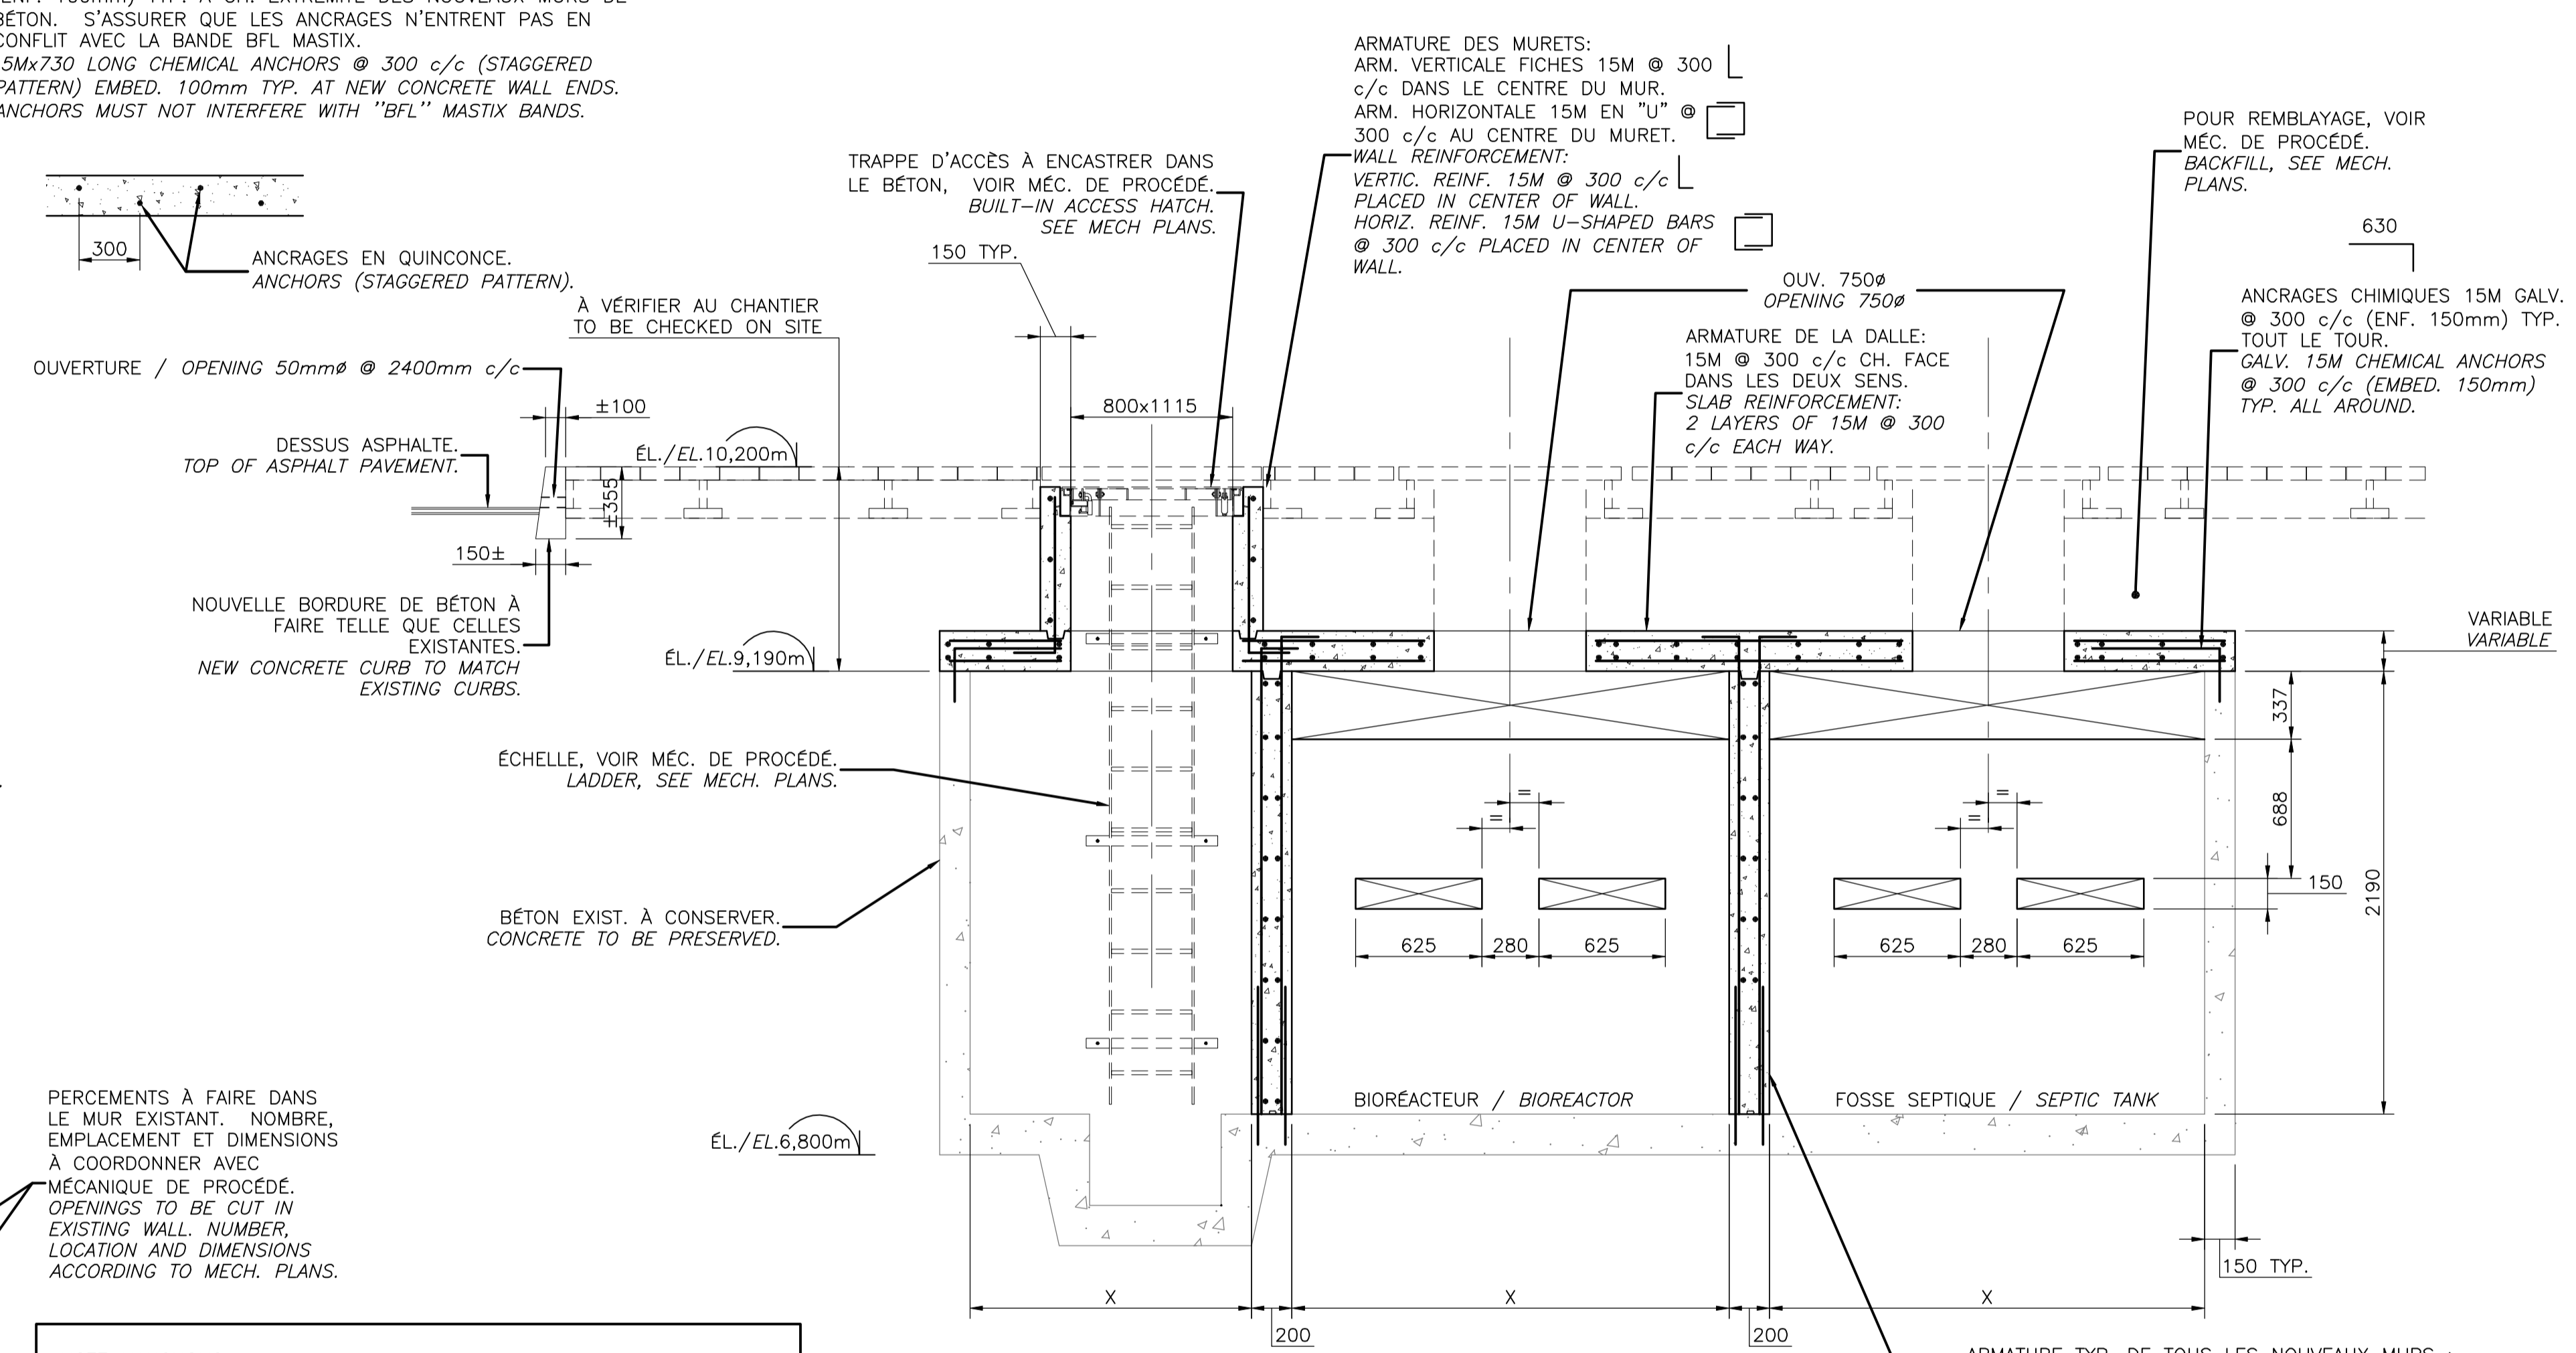 BÉTON. S'ASSURER QUE LES ANCRAGES N'ENTRENT PAS EN
CONFLIT AVEC LA BANDE BFL MASTIX.
5Mx730 LONG CHEMICAL ANCHORS @ 300 c/c (STAGGERED
PATTERN) EMBED. 100mm TYP. AT NEW CONCRETE WALL ENDS.
ANCHORS MUST NOT INTERFERE WITH "BFL" MASTIX BANDS.
300
ANCRAGES EN QUINCONCE.
ANCHORS (STAGGERED PATTERN).
À VÉRIFIER AU CHANTIER
TO BE CHECKED ON SITE
OUVERTURE / OPENING 50mmø @ 2400mm c/c
±100
DESSUS ASPHALTE.
TOP OF ASPHALT PAVEMENT.
ÉL./EL.10,200m
±355
150±
NOUVELLE BORDURE DE BÉTON À
FAIRE TELLE QUE CELLES
EXISTANTES.
NEW CONCRETE CURB TO MATCH
EXISTING CURBS.
ÉL./EL.9,190m
TRAPPE D'ACCÈS À ENCASTRER DANS
LE BÉTON, VOIR MÉC. DE PROCÉDÉ.
BUILT-IN ACCESS HATCH.
SEE MECH PLANS.
150 TYP.
800x1115
ARMATURE DES MURETS:
ARM. VERTICALE FICHES 15M @ 300
c/c DANS LE CENTRE DU MUR.
ARM. HORIZONTALE 15M EN "U" @
300 c/c AU CENTRE DU MURET.
WALL REINFORCEMENT:
VERTIC. REINF. 15M @ 300 c/c
PLACED IN CENTER OF WALL.
HORIZ. REINF. 15M U-SHAPED BARS
@ 300 c/c PLACED IN CENTER OF
WALL.
OUV. 750ø
OPENING 750ø
ARMATURE DE LA DALLE:
15M @ 300 c/c CH. FACE
DANS LES DEUX SENS.
SLAB REINFORCEMENT:
2 LAYERS OF 15M @ 300
c/c EACH WAY.
POUR REMBLAYAGE, VOIR
MÉC. DE PROCÉDÉ.
BACKFILL, SEE MECH.
PLANS.
630
ANCRAGES CHIMIQUES 15M GALV.
@ 300 c/c (ENF. 150mm) TYP.
TOUT LE TOUR.
GALV. 15M CHEMICAL ANCHORS
@ 300 c/c (EMBED. 150mm)
TYP. ALL AROUND.
VARIABLE
VARIABLE
337
688
150
2190
ÉCHELLE, VOIR MÉC. DE PROCÉDÉ.
LADDER, SEE MECH. PLANS.
BÉTON EXIST. À CONSERVER.
CONCRETE TO BE PRESERVED.
= = = =
625 280 625 625 280 625
BIORÉACTEUR / BIOREACTOR
FOSSE SEPTIQUE / SEPTIC TANK
ÉL./EL.6,800m
PERCEMENTS À FAIRE DANS
LE MUR EXISTANT. NOMBRE,
EMPLACEMENT ET DIMENSIONS
À COORDONNER AVEC
MÉCANIQUE DE PROCÉDÉ.
OPENINGS TO BE CUT IN
EXISTING WALL. NUMBER,
LOCATION AND DIMENSIONS
ACCORDING TO MECH. PLANS.
150 TYP.
X X X
200 200